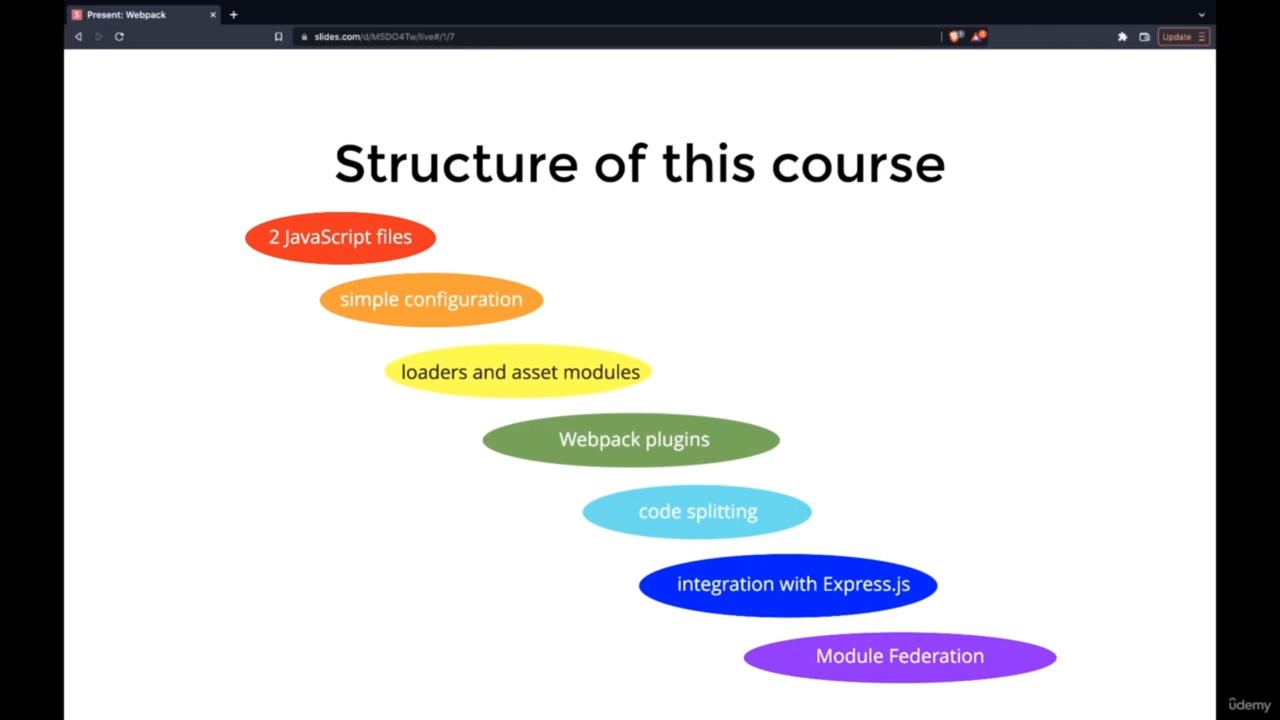 Present: Webpack
slides.com/d/MSDO4Tw/live#/1/7
Update
Structure of this course
2 JavaScript files
simple configuration
loaders and asset modules
Webpack plugins
code splitting
integration with Express.js
Module Federation
ûdemy